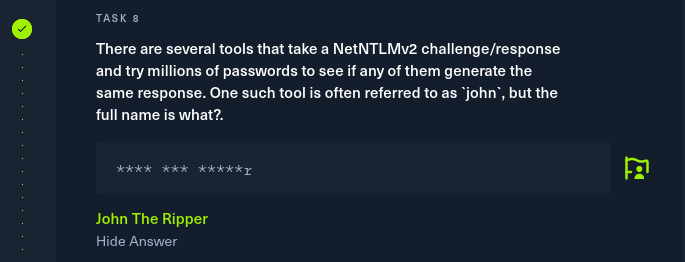 TASK 8
There are several tools that take a NetNTLMv2 challenge/response
and try millions of passwords to see if any of them generate the
same response. One such tool is often referred to as `john`, but the
full name is what?.
**** *** *****r
John The Ripper
Hide Answer